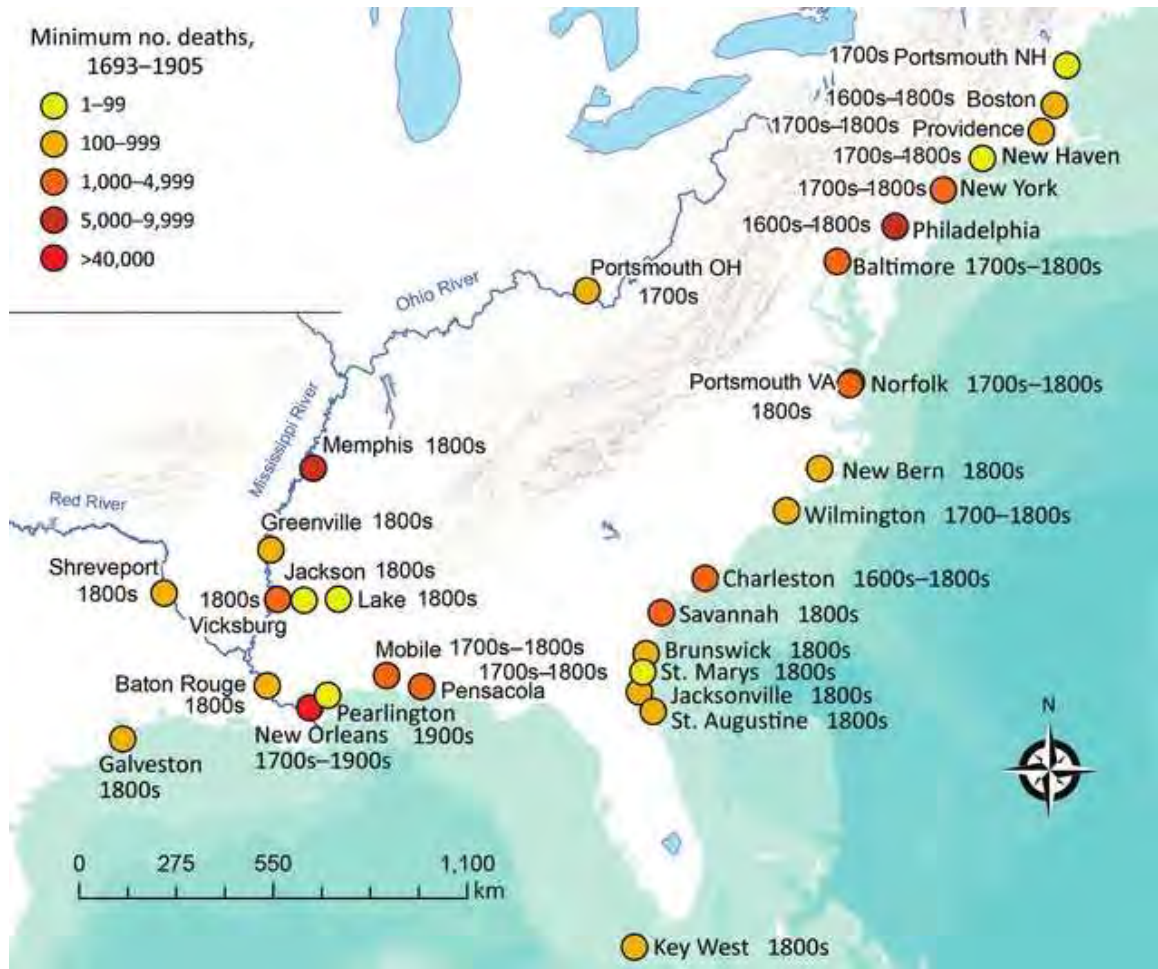 Minimum no. deaths,
1693–1905
1–99
100–999
1,000–4,999
5,000–9,999
>40,000
1700s Portsmouth NH
1600s–1800s Boston
1700s–1800s Providence
1700s–1800s New Haven
1700s–1800s New York
1600s–1800s Philadelphia
Baltimore 1700s–1800s
Portsmouth OH
1700s
Ohio River
Portsmouth VA Norfolk 1700s–1800s
1800s
Mississippi River
Memphis 1800s
New Bern 1800s
Red River
Wilmington 1700–1800s
Greenville 1800s
Shreveport
1800s
Jackson 1800s
Charleston 1600s–1800s
1800s Lake 1800s
Vicksburg
Savannah 1800s
Mobile 1700s–1800s
Brunswick 1800s
1700s–1800s St. Marys 1800s
Pensacola
Jacksonville 1800s
Baton Rouge
1800s
Pearlington
1900s
St. Augustine 1800s
New Orleans
1700s–1900s
Galveston
1800s
N
0 275 550 1,100
km
Key West 1800s